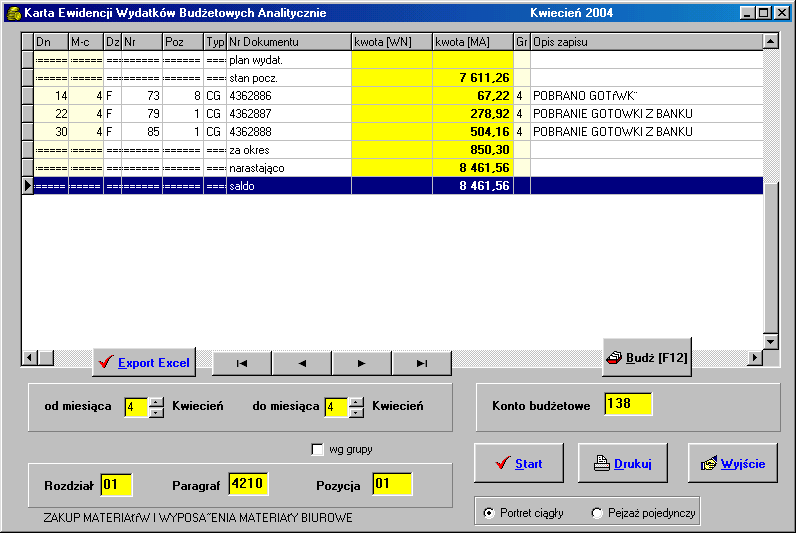 Karta Ewidencji Wydatków Budżetowych Analitycznie Kwiecień 2004
Dn M-c Dz Nr Poz Typ Nr Dokumentu kwota [WN] kwota [MA] Gr Opis zapisu
===== ===== === ====== ===== ==== plan wydat.
===== ===== === ====== ===== ==== stan pocz. 7 611,26
14 4 F 73 8 CG 4362886 67,22 4 POBRANO GOTŕWK¨
22 4 F 79 1 CG 4362887 278,92 4 POBRANIE GOTOWKI Z BANKU
30 4 F 85 1 CG 4362888 504,16 4 POBRANIE GOTOWKI Z BANKU
===== ===== === ====== ===== ==== za okres 850,30
===== ===== === ====== ===== ==== narastająco 8 461,56
===== ===== === ====== ===== ==== saldo 8 461,56
Export Excel Budż [F12]
od miesiąca 4 Kwiecień do miesiąca 4 Kwiecień Konto budżetowe 138
wg grupy
Start Drukuj Wyjście
Rozdział 01 Paragraf 4210 Pozycja 01
ZAKUP MATERIAťŕW I WYPOSA˝ENIA MATERIAťY BIUROWE
Portret ciągły Pejzaż pojedynczy